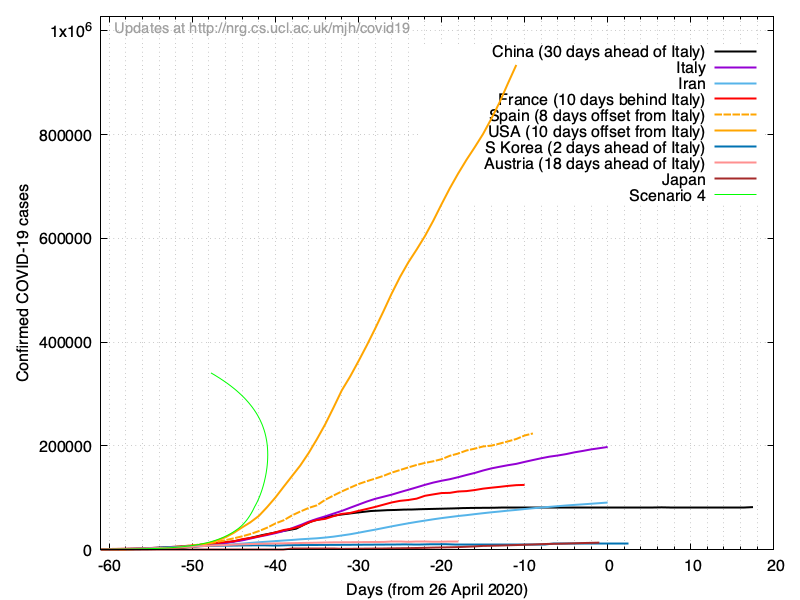 Updates at http://nrg.cs.ucl.ac.uk/mjh/covid19
China (30 days ahead of Italy)
Italy
Iran
France (10 days behind Italy)
Spain (8 days offset from Italy)
USA (10 days offset from Italy)
S Korea (2 days ahead of Italy)
Austria (18 days ahead of Italy)
Japan
Scenario 4
1x10⁶
800000
600000
400000
200000
0
Confirmed COVID-19 cases
-60 -50 -40 -30 -20 -10 0 10 20
Days (from 26 April 2020)